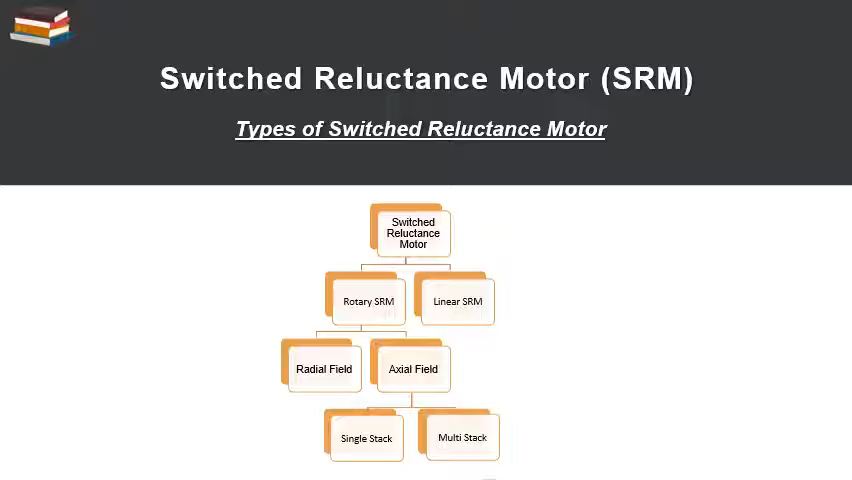 Switched Reluctance Motor (SRM)
Types of Switched Reluctance Motor
Switched
Reluctance
Motor
Rotary SRM
Linear SRM
Radial Field
Axial Field
Single Stack
Multi Stack